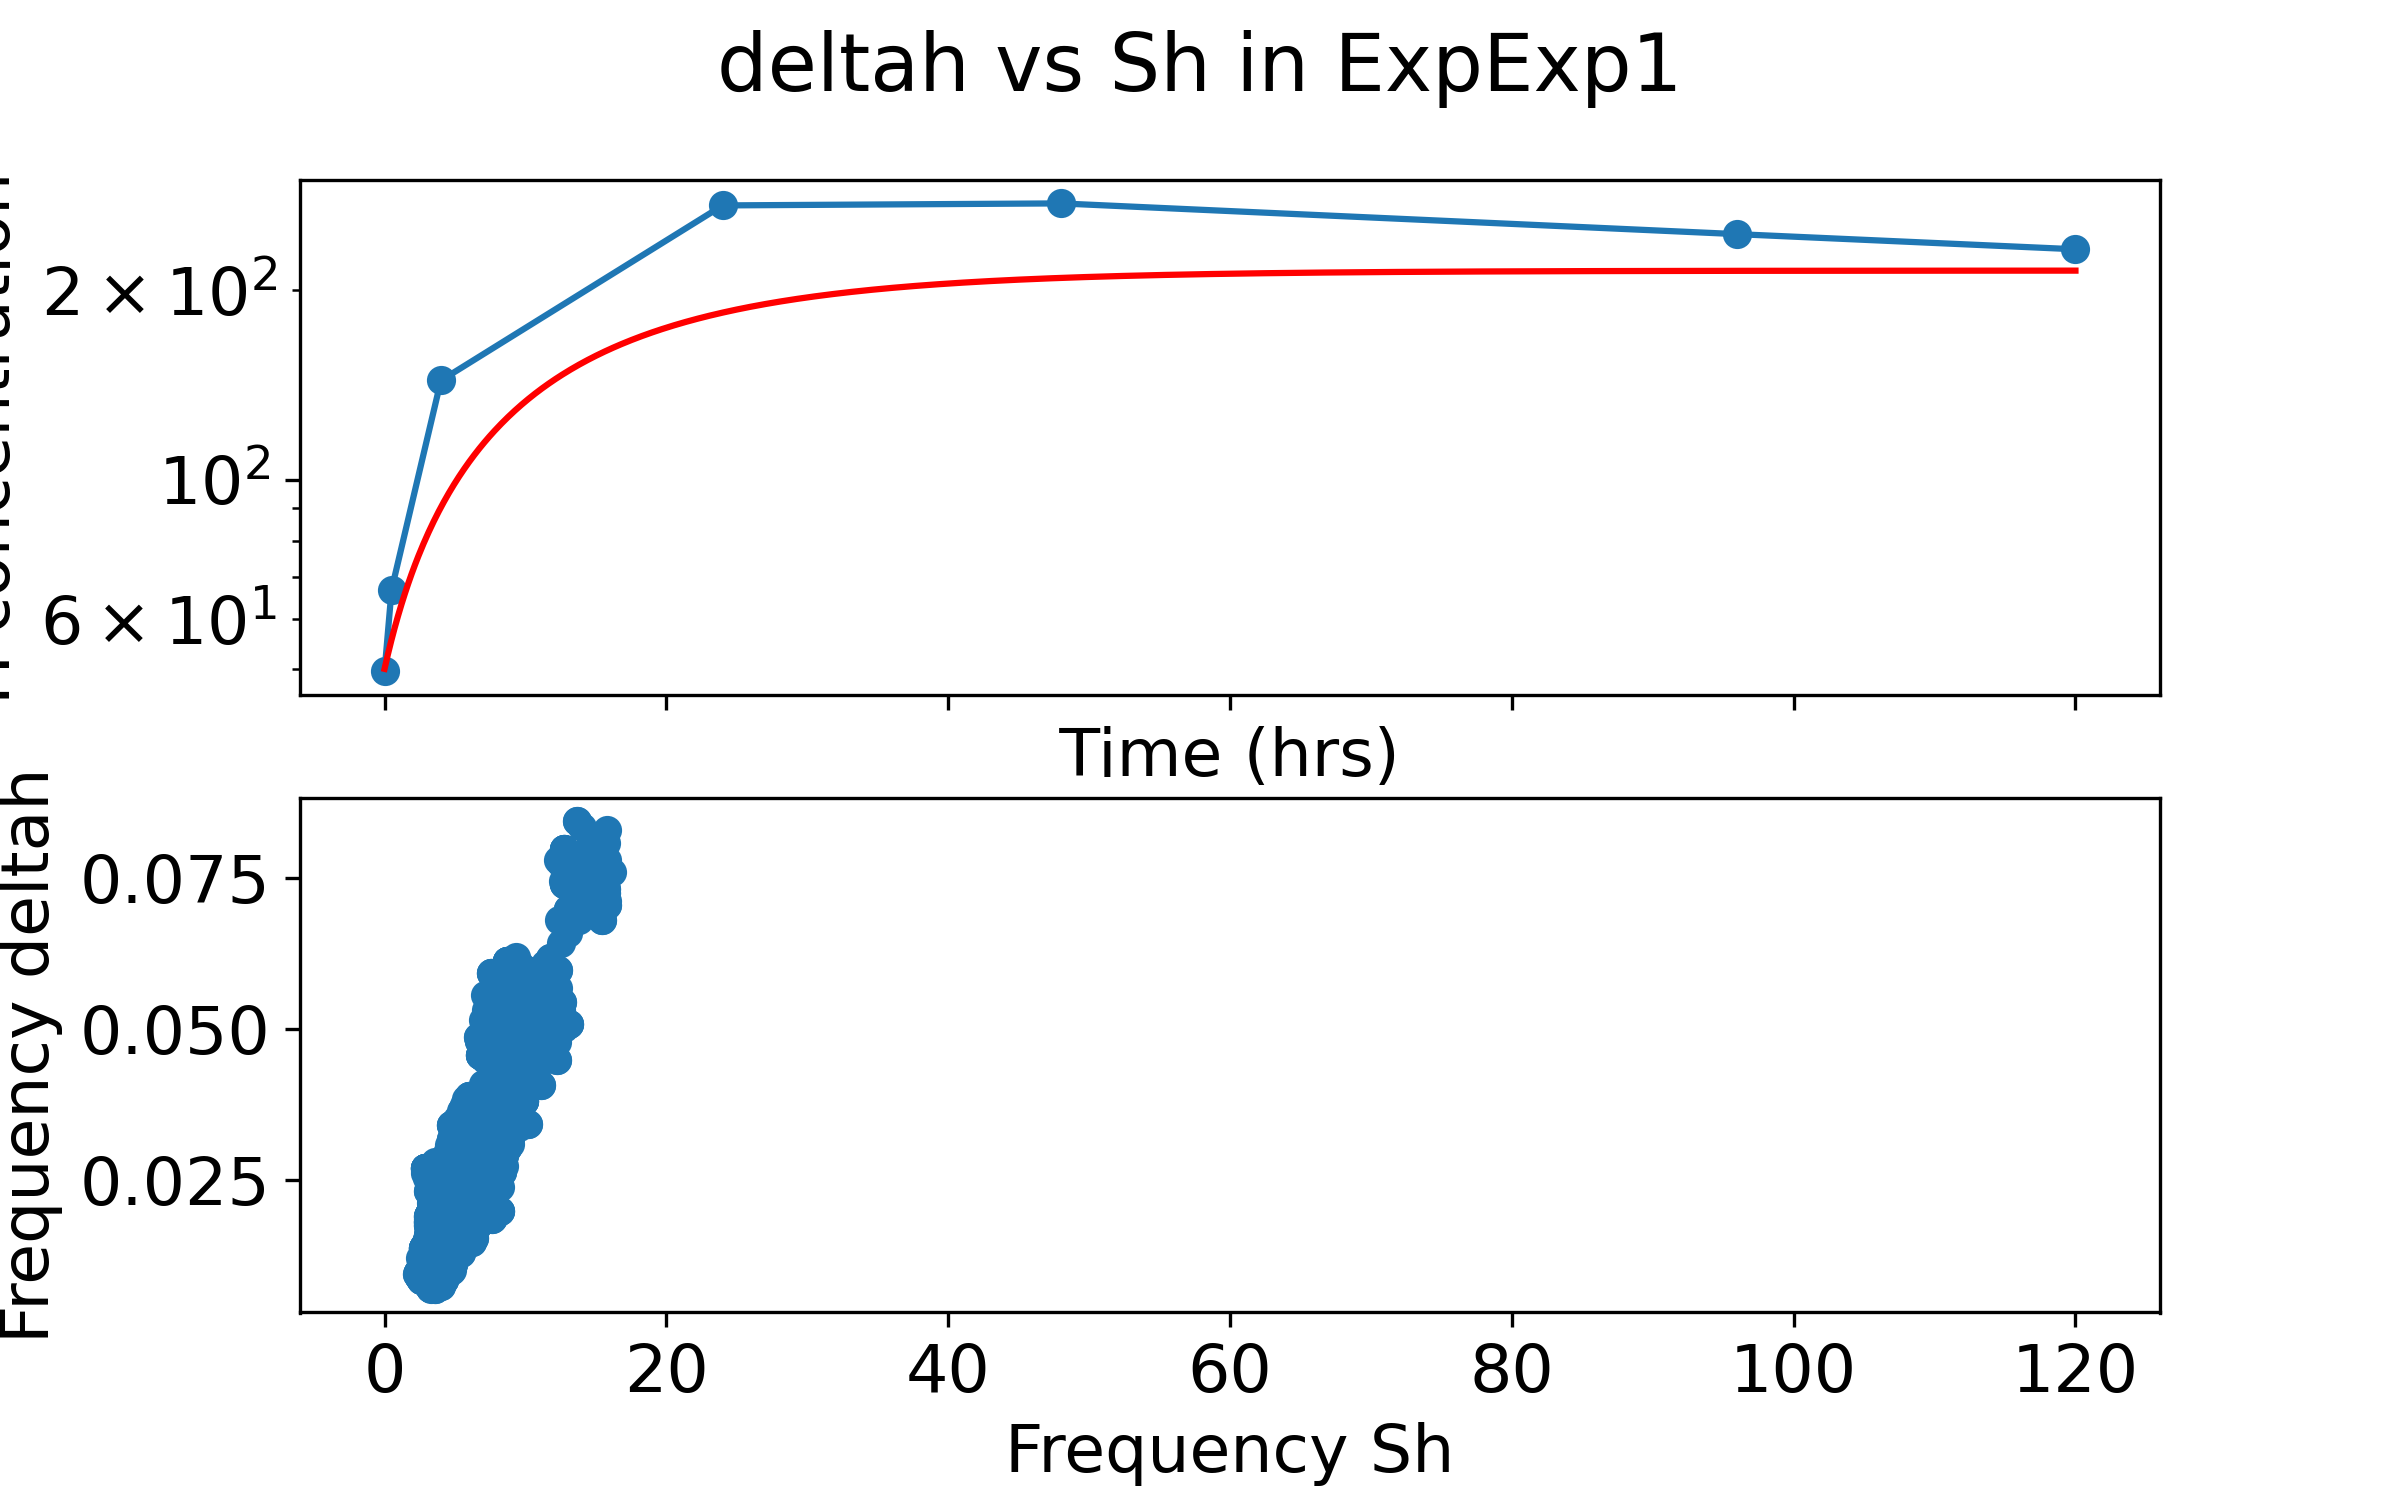 deltah vs Sh in ExpExp1
2 × 10²
10²
6 × 10¹
Time (hrs)
Frequency deltah
0.075
0.050
0.025
0 20 40 60 80 100 120
Frequency Sh